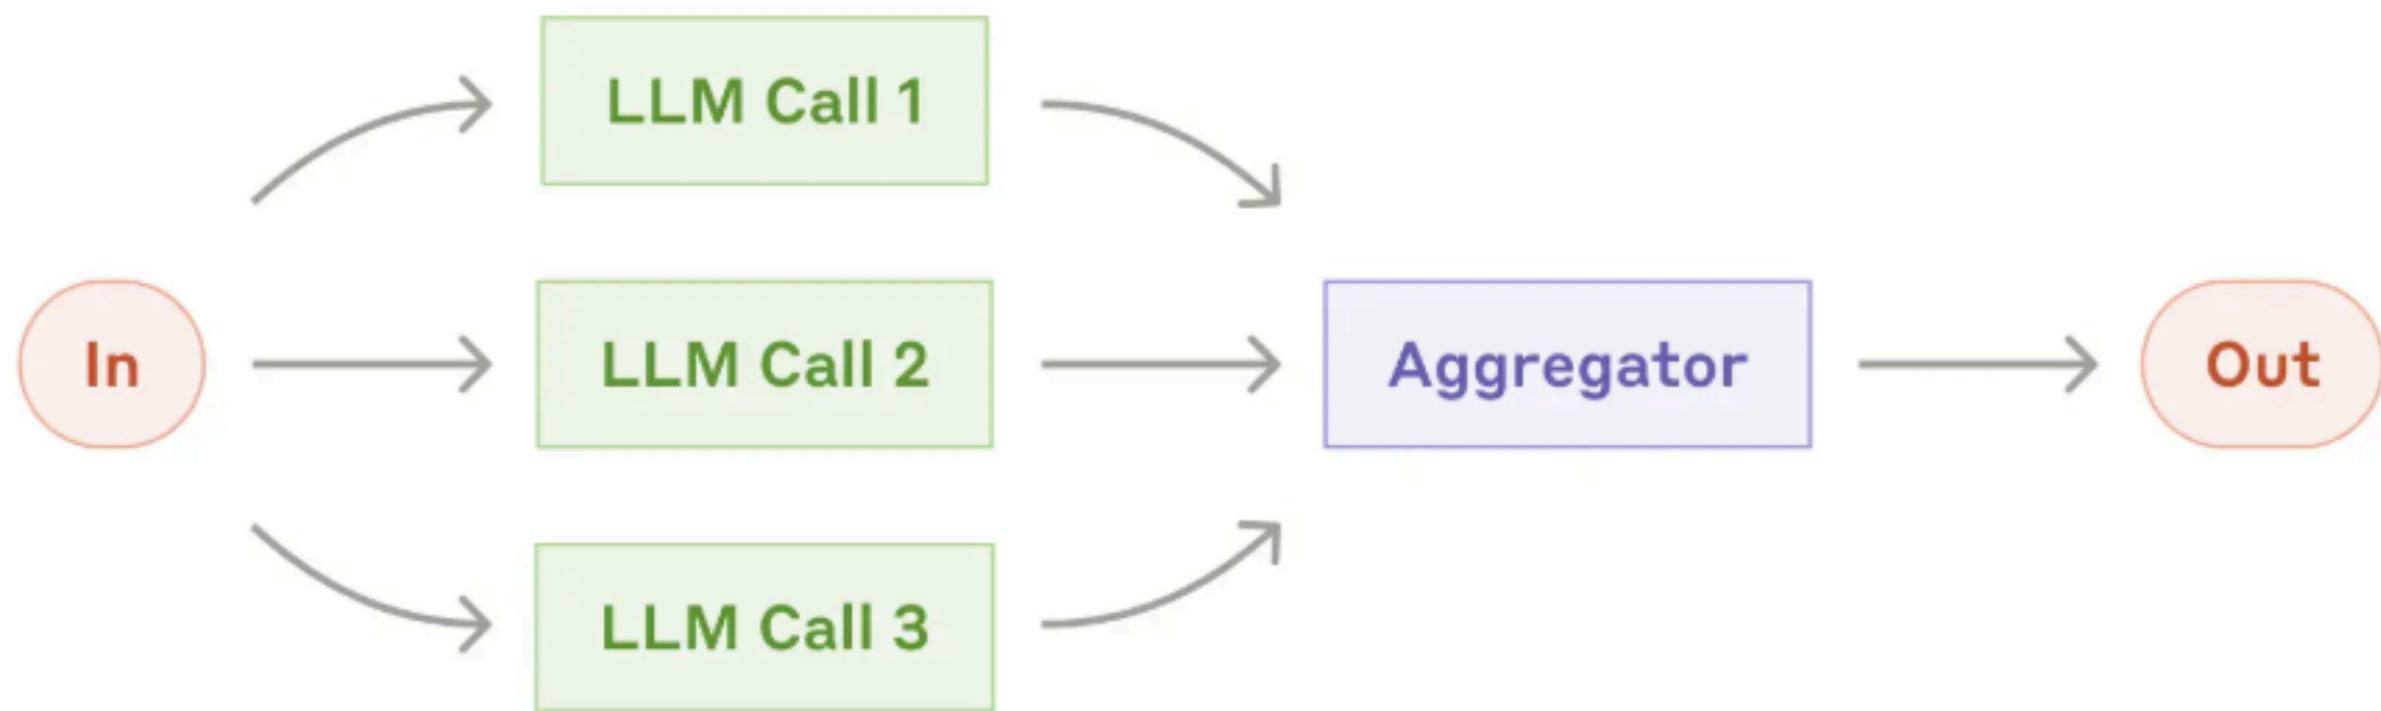 LLM Call 1
In
LLM Call 2
Aggregator
Out
LLM Call 3